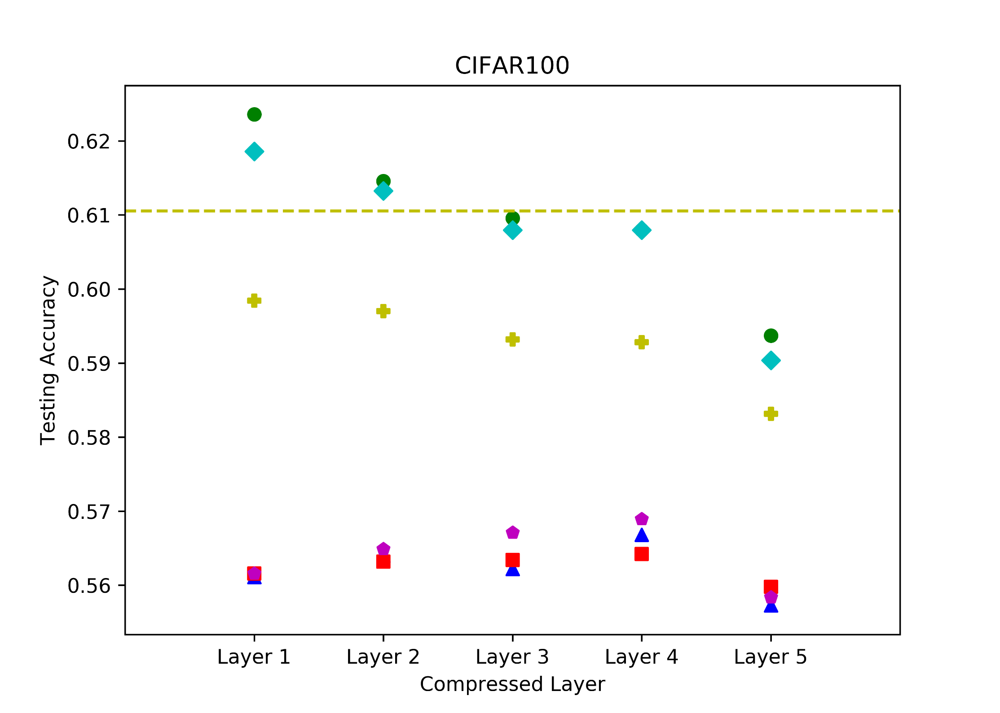 CIFAR100
0.62
0.61
0.60
0.59
0.58
0.57
0.56
Testing Accuracy
Layer 1 Layer 2 Layer 3 Layer 4 Layer 5
Compressed Layer